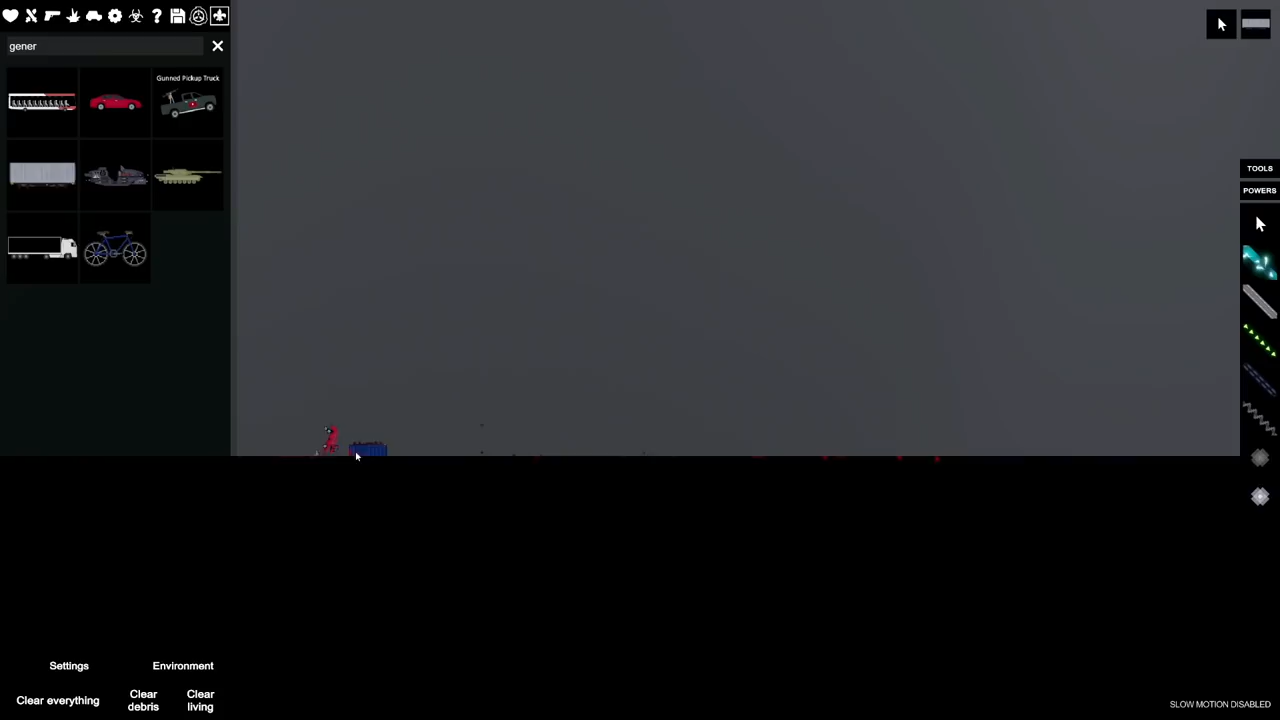 gener
Gunned Pickup Truck
TOOLS
POWERS
Settings
Environment
Clear everything
Clear
debris
Clear
living
SLOW MOTION DISABLED